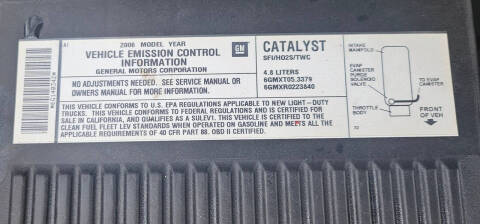 A1
2006 MODEL YEAR
VEHICLE EMISSION CONTROL
INFORMATION
GENERAL MOTORS CORPORATION
NO ADJUSTMENTS NEEDED. SEE SERVICE MANUAL OR
OWNERS MANUAL FOR MORE INFORMATION.
GM
CATALYST
SFI/HO2S/TWC
4.8 LITERS
6GMXT05.3379
6GMXR0223840
THIS VEHICLE CONFORMS TO U.S. EPA REGULATIONS APPLICABLE TO NEW LIGHT-DUTY
TRUCKS. THIS VEHICLE CONFORMS TO FEDERAL REGULATIONS AND IS CERTIFIED FOR
SALE IN CALIFORNIA, AND QUALIFIES AS A SULEV1. THIS VEHICLE IS CERTIFIED TO THE
CLEAN FUEL FLEET LEV STANDARDS WHEN OPERATED ON GASOLINE AND MEETS ALL THE
APPLICABLE REQUIREMENTS OF 40 CFR PART 88. OBD II CERTIFIED.
INTAKE
MANIFOLD
EVAP
CANISTER
PURGE
SOLENOID
VALVE
TO EVAP
CANISTER
THROTTLE
BODY
FRONT
OF VEH